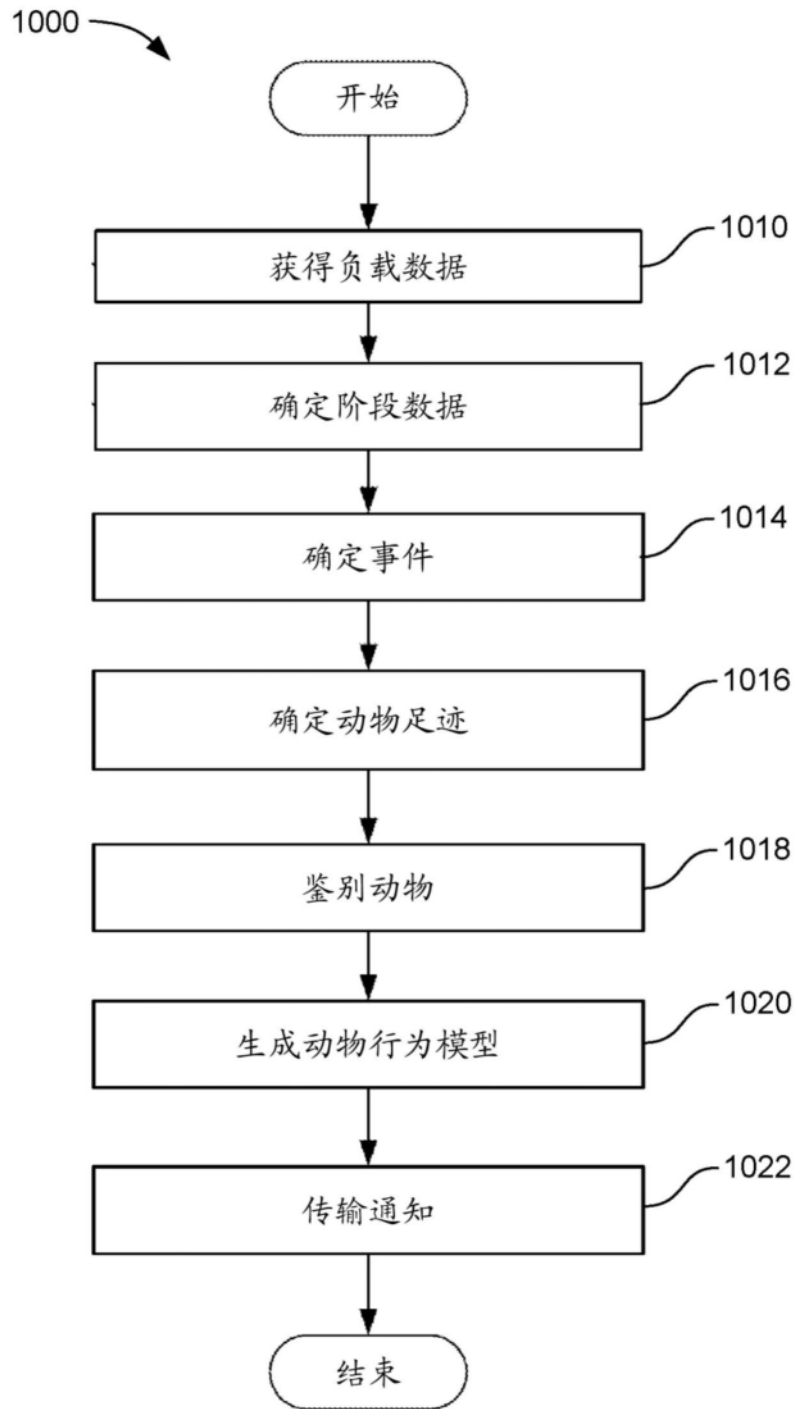 1000
开始
1010
获得负载数据
1012
确定阶段数据
1014
确定事件
1016
确定动物足迹
1018
鉴别动物
1020
生成动物行为模型
1022
传输通知
结束